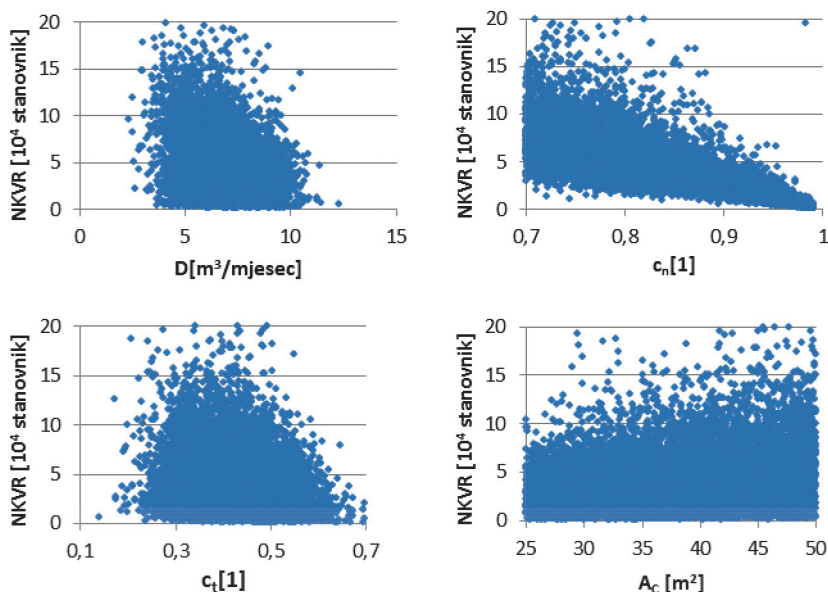 NKVR [10⁴ stanovnik]
20
15
10
5
0
0 5 10 15
D[m³/mjesec]
NKVR [10⁴ stanovnik]
20
15
10
5
0
0,7 0,8 0,9 1
cₙ[1]
NKVR [10⁴ stanovnik]
20
15
10
5
0
0,1 0,3 0,5 0,7
cₜ[1]
NKVR [10⁴ stanovnik]
20
15
10
5
0
25 30 35 40 45 50
A_C [m²]